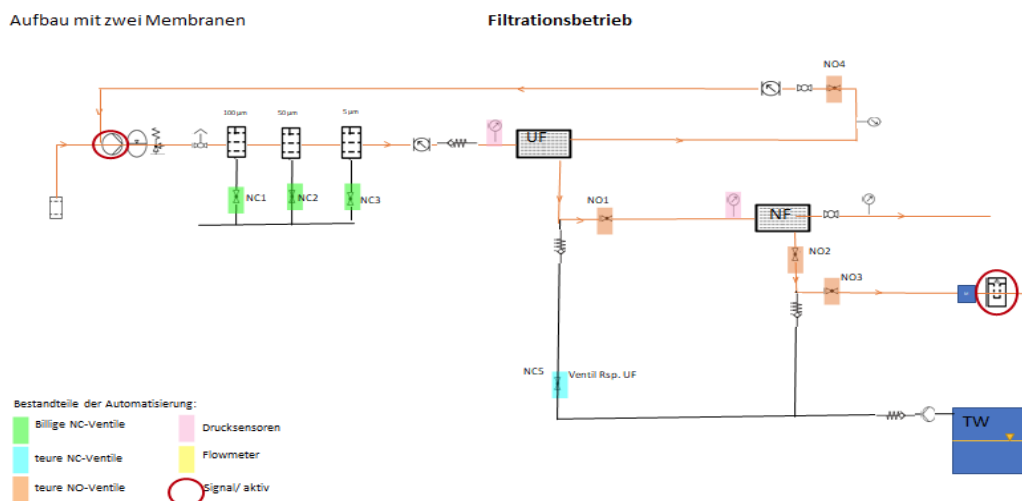 Aufbau mit zwei Membranen
Filtrationsbetrieb
NO4
100 µm
50 µm
5 µm
UF
NC1
NC2
NC3
NO1
NF
NO2
NO3
NC5
Ventil Rsp. UF
TW
Bestandteile der Automatisierung:
Billige NC-Ventile
Drucksensoren
teure NC-Ventile
Flowmeter
teure NO-Ventile
Signal/ aktiv